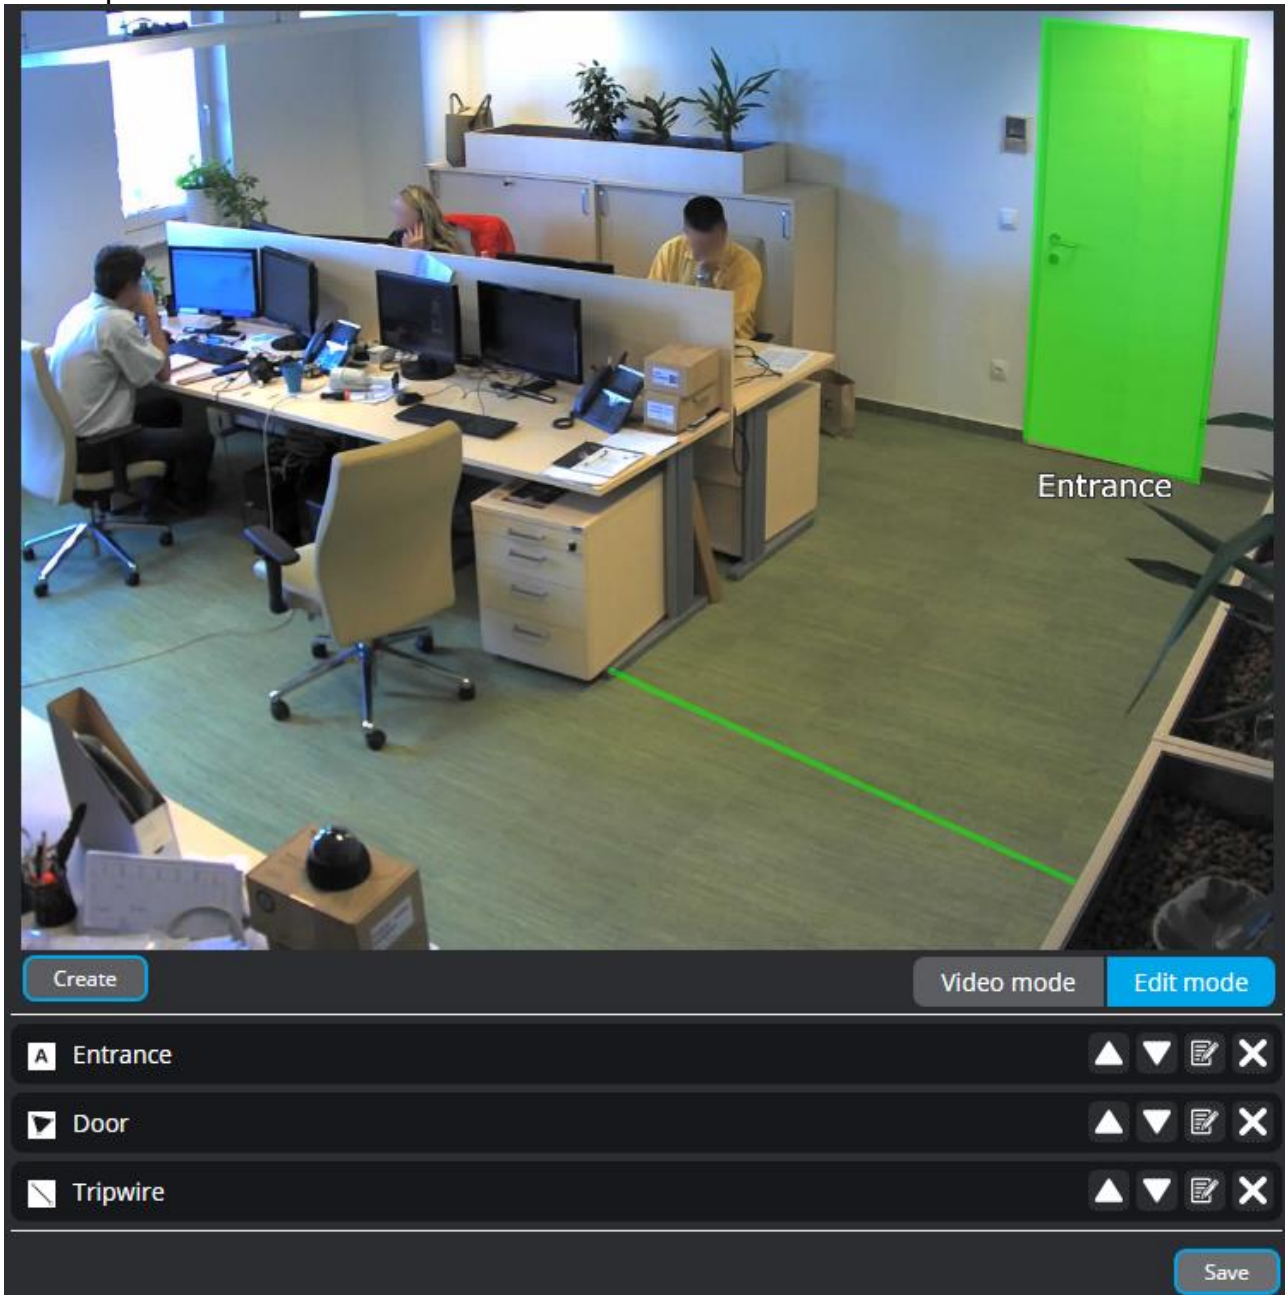 Entrance
Create
Video mode
Edit mode
A Entrance
Door
Tripwire
Save